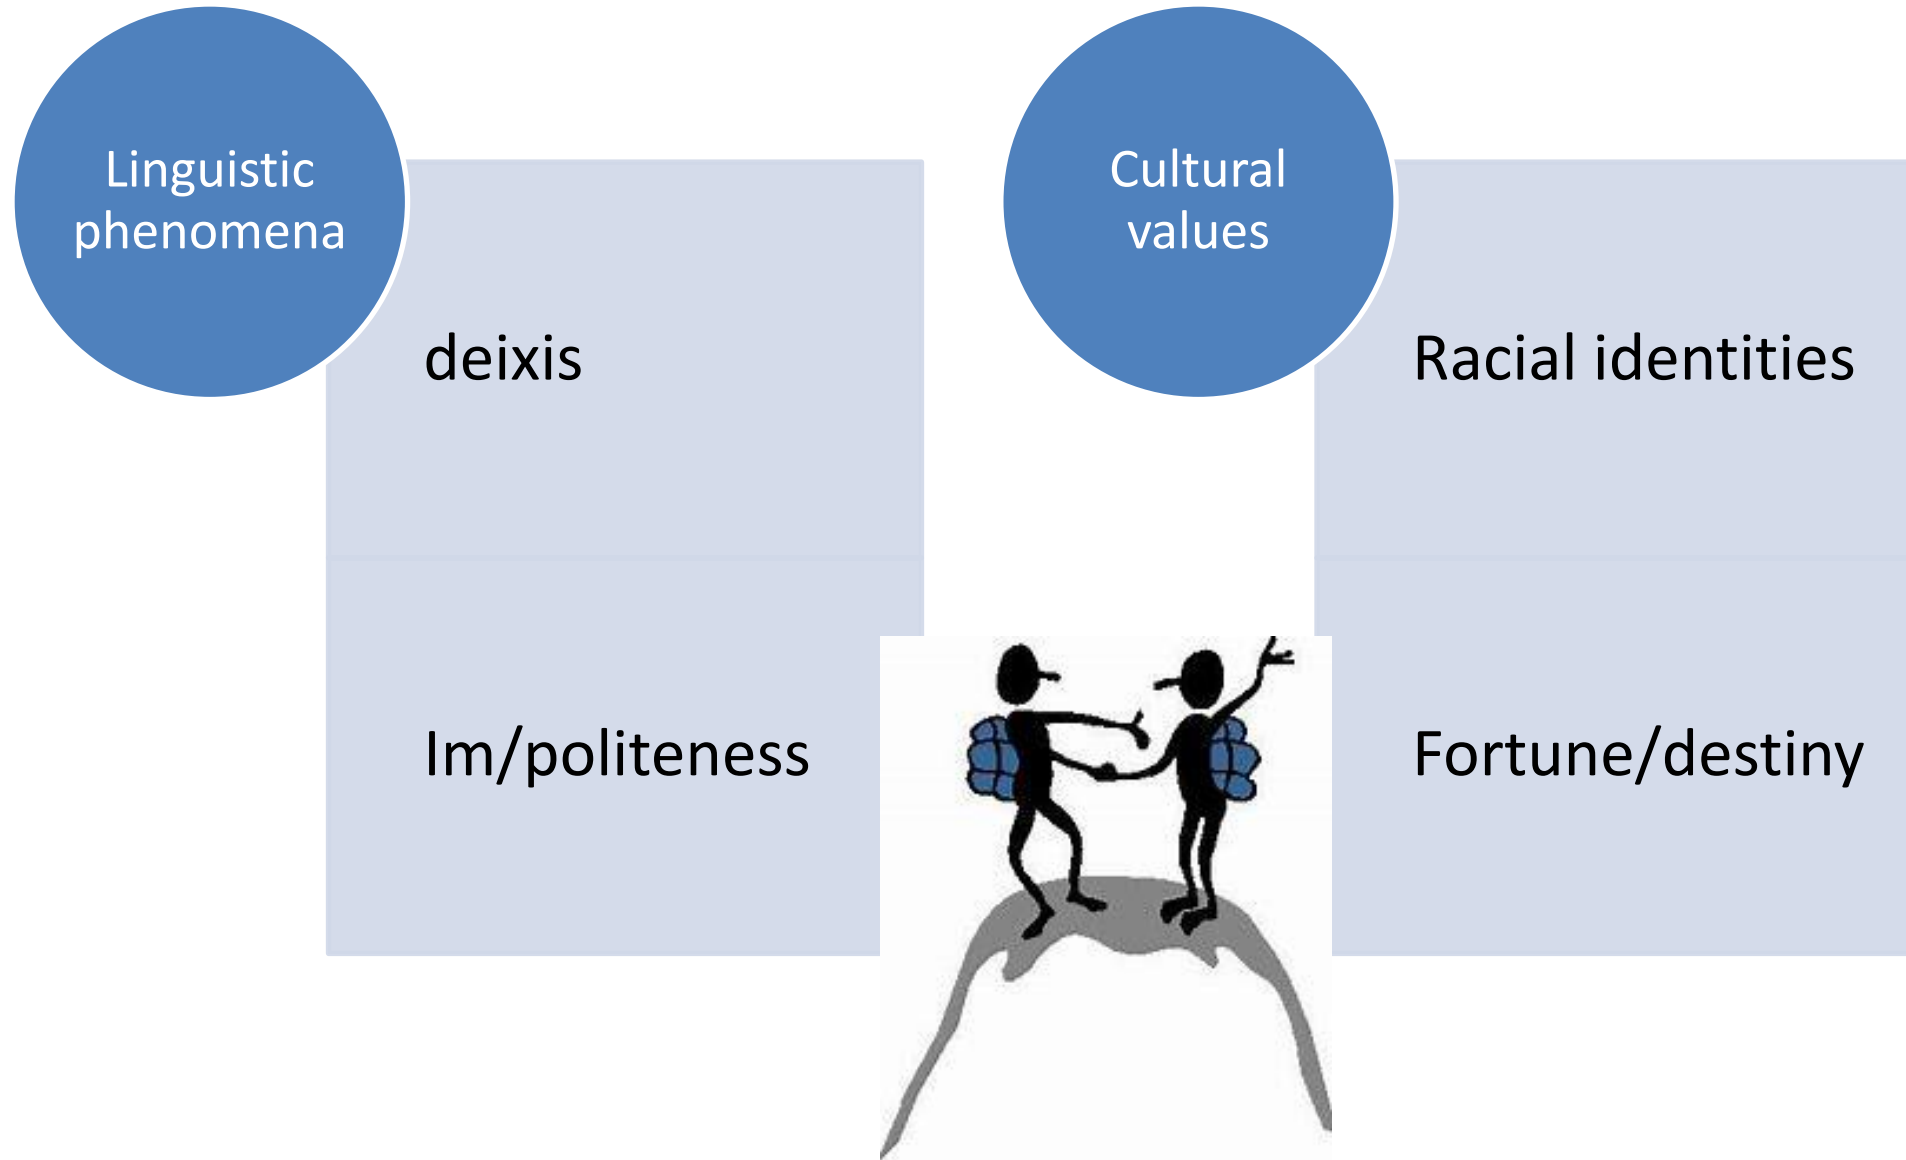 Linguistic
phenomena
deixis
Im/politeness
Cultural
values
Racial identities
Fortune/destiny